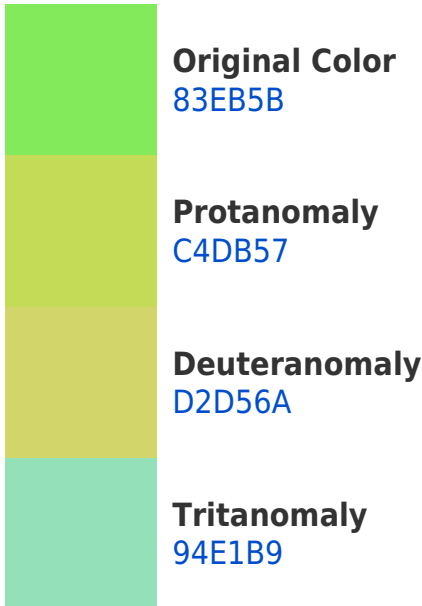 Original Color
83EB5B
Protanomaly
C4DB57
Deuteranomaly
D2D56A
Tritanomaly
94E1B9